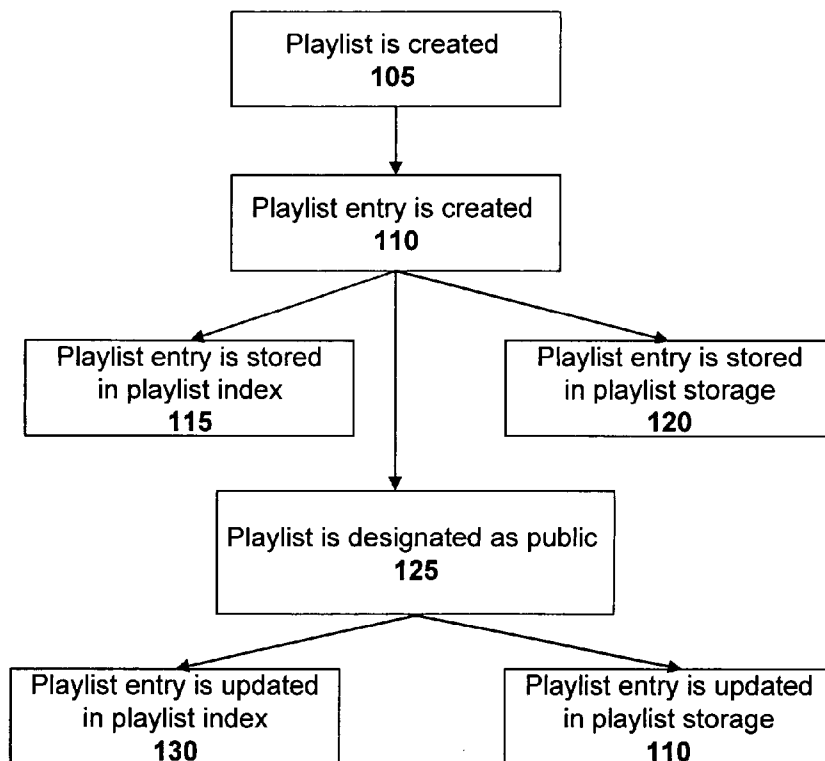 Playlist is created
105
Playlist entry is created
110
Playlist entry is stored
in playlist index
115
Playlist entry is stored
in playlist storage
120
Playlist is designated as public
125
Playlist entry is updated
in playlist index
130
Playlist entry is updated
in playlist storage
110